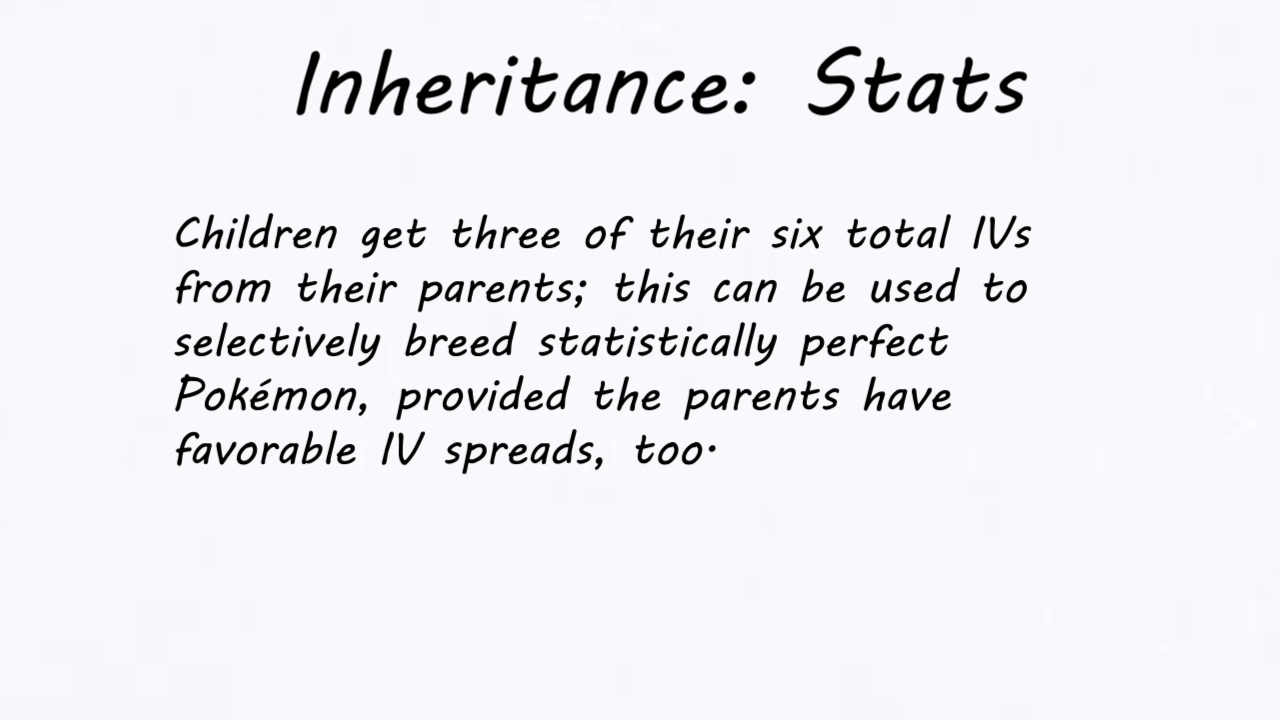 Inheritance: Stats
Children get three of their six total IVs
from their parents; this can be used to
selectively breed statistically perfect
Pokémon, provided the parents have
favorable IV spreads, too.